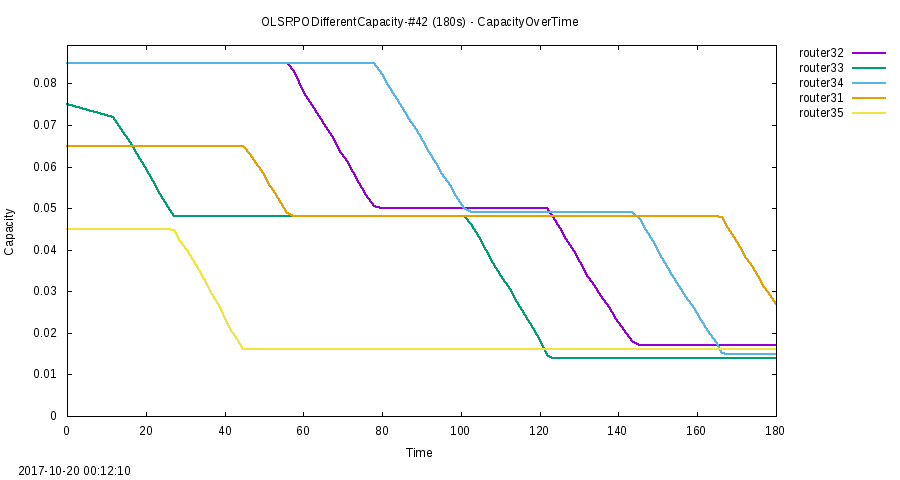 OLSRPODifferentCapacity-#42 (180s) - CapacityOverTime
router32
router33
router34
router31
router35
0.08
0.07
0.06
0.05
0.04
0.03
0.02
0.01
0
Capacity
0 20 40 60 80 100 120 140 160 180
Time
2017-10-20 00:12:10